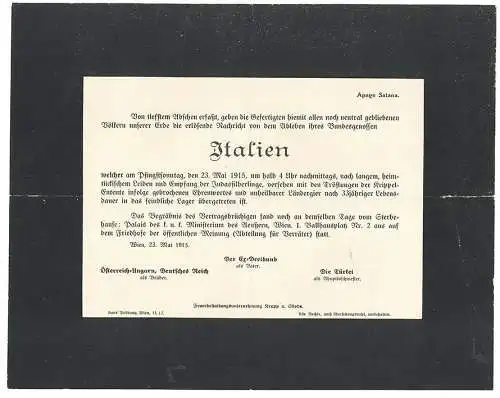 Apage Satana.
Von tiefstem Abscheu erfaßt, geben die Gefertigten hiemit allen noch neutral gebliebenen
Völkern unserer Erde die erlösende Nachricht von dem Ableben ihres Bundesgenossen
Italien
welcher am Pfingstsonntag, den 23. Mai 1915, um halb 4 Uhr nachmittags, nach langem, heim-
tückischem Leiden und Empfang der Judassilberlinge, versehen mit den Tröstungen der Krippel-
Entente infolge gebrochenen Ehrenwortes und unheilbarer Ländergier nach 33jähriger Lebens-
dauer in das feindliche Lager übergetreten ist.
Das Begräbnis des Vertragsbrüchigen fand noch an demselben Tage vom Sterbe-
hause: Palais des k. u. k. Ministerium des Aeußern, Wien, I. Ballhausplatz Nr. 2 aus auf
dem Friedhofe der öffentlichen Meinung (Abteilung für Verräter) statt.
Wien, 23. Mai 1915.
Der Ex-Dreibund
als Vater.
Österreich-Ungarn, Deutsches Reich
als Brüder.
Die Türkei
als Adoptivschwester.
Krupp u. Skoda.